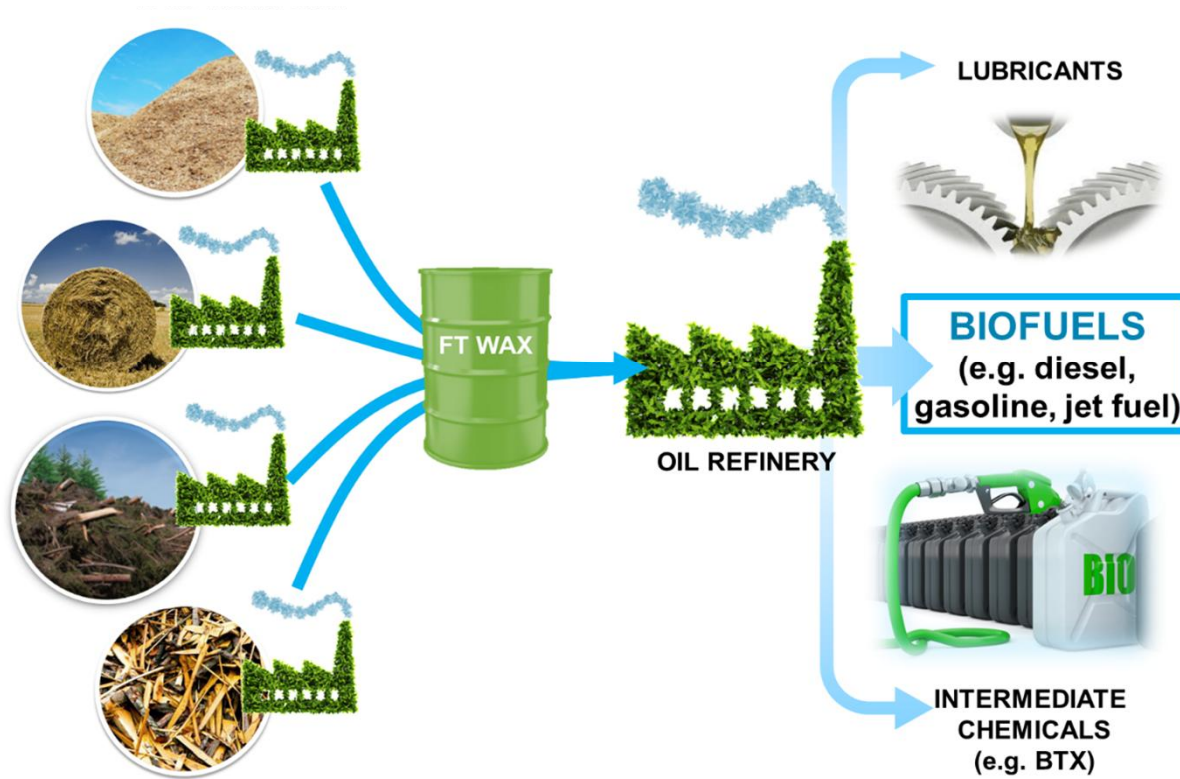 LUBRICANTS
FT WAX
BIOFUELS
(e.g. diesel,
gasoline, jet fuel)
OIL REFINERY
BiO
INTERMEDIATE
CHEMICALS
(e.g. BTX)